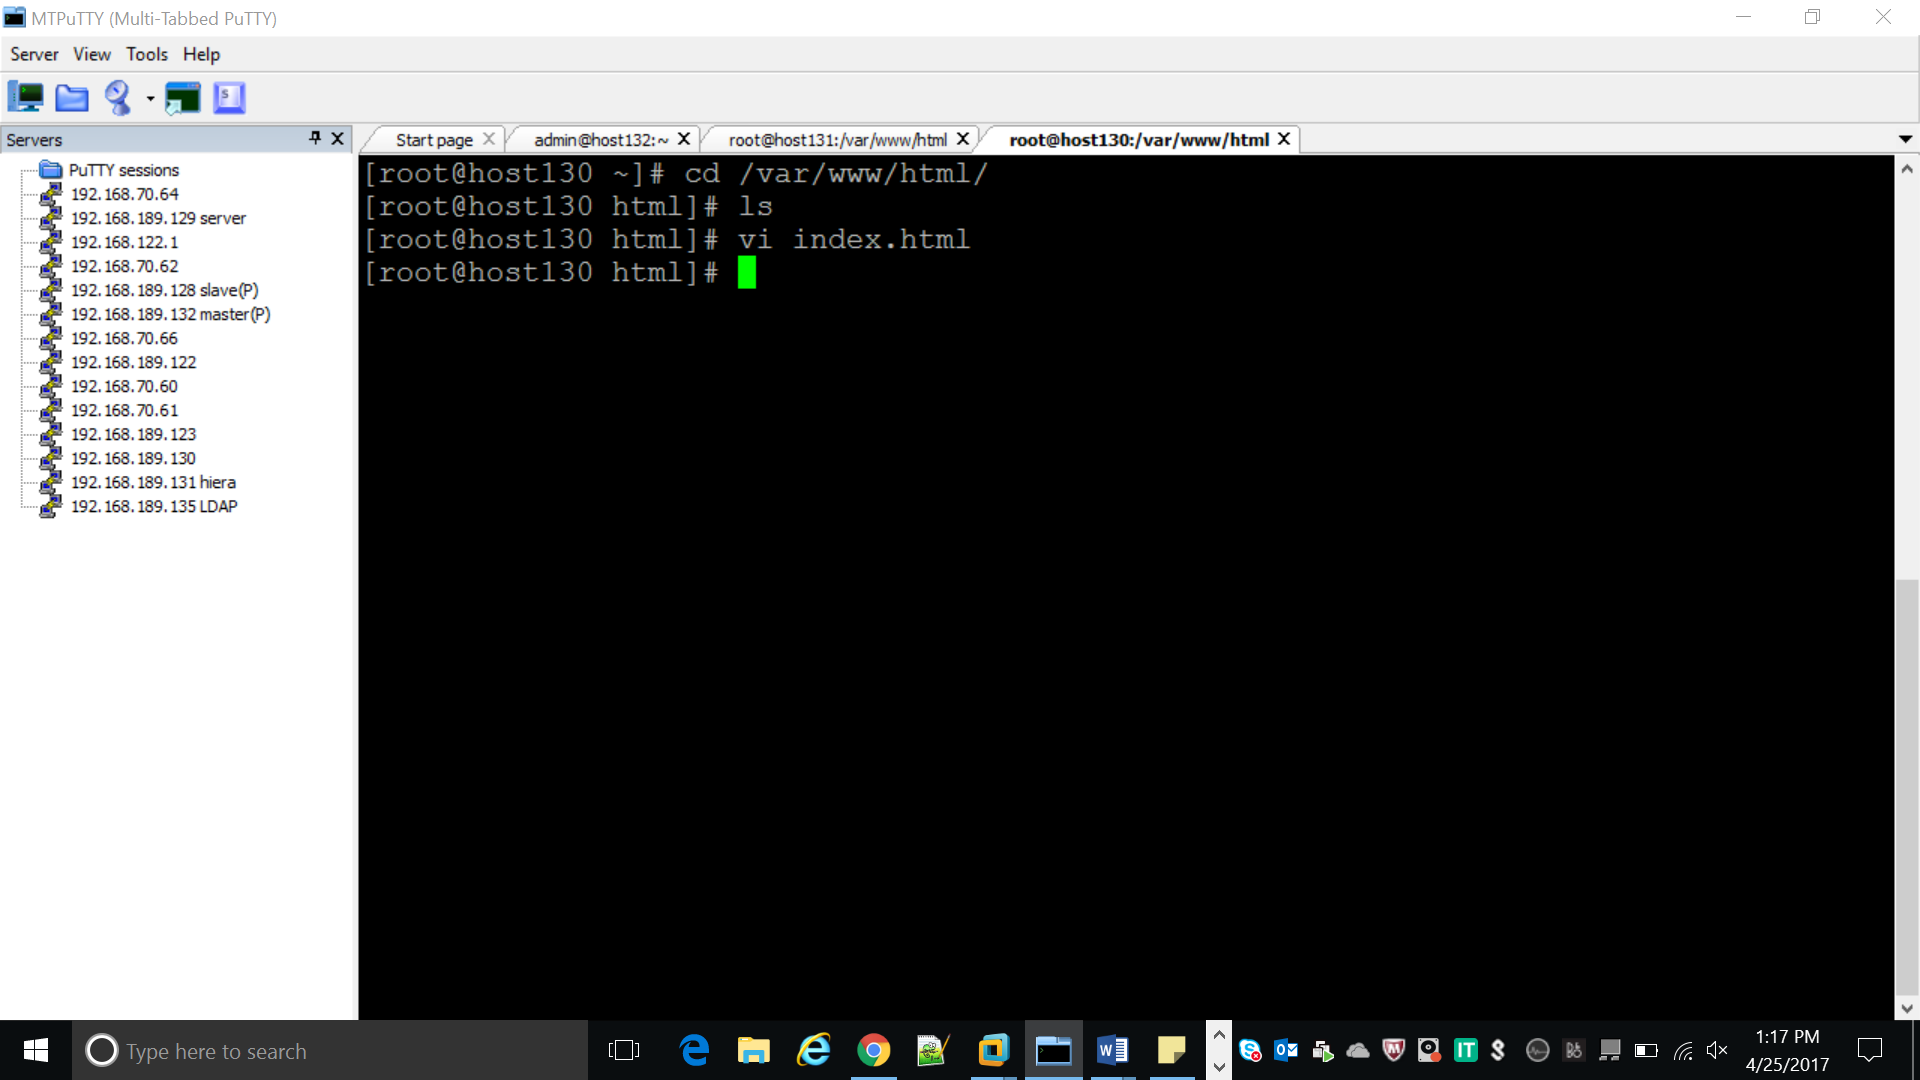 MTPuTTY (Multi-Tabbed PuTTY)
Server View Tools Help
Servers
Start page admin@host132:~ root@host131:/var/www/html root@host130:/var/www/html
PuTTY sessions
192.168.70.64
192.168.189.129 server
192.168.122.1
192.168.70.62
192.168.189.128 slave(P)
192.168.189.132 master(P)
192.168.70.66
192.168.189.122
192.168.70.60
192.168.70.61
192.168.189.123
192.168.189.130
192.168.189.131 hiera
192.168.189.135 LDAP
[root@host130 ~]# cd /var/www/html/
[root@host130 html]# ls
[root@host130 html]# vi index.html
[root@host130 html]#
Type here to search
1:17 PM
4/25/2017